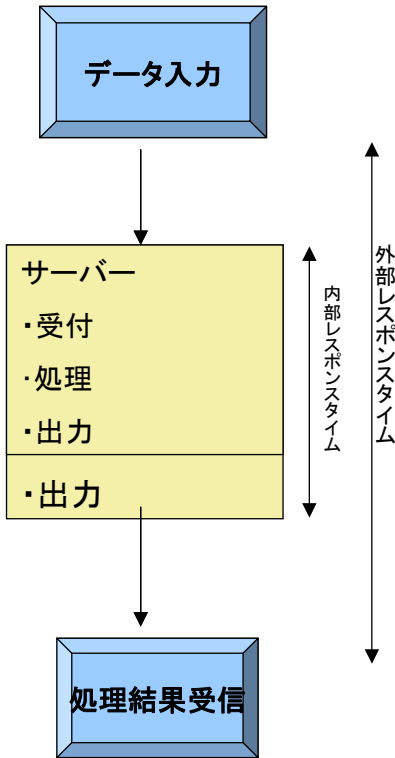 データ入力
サーバー
・受付
・処理
・出力
・出力
内部レスポンスタイム
外部レスポンスタイム
処理結果受信